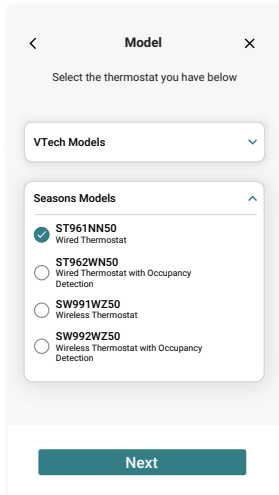 Model
Select the thermostat you have below
VTech Models
Seasons Models
ST961NN50
Wired Thermostat
ST962WN50
Wired Thermostat with Occupancy
Detection
SW991WZ50
Wireless Thermostat
SW992WZ50
Wireless Thermostat with Occupancy
Detection
Next